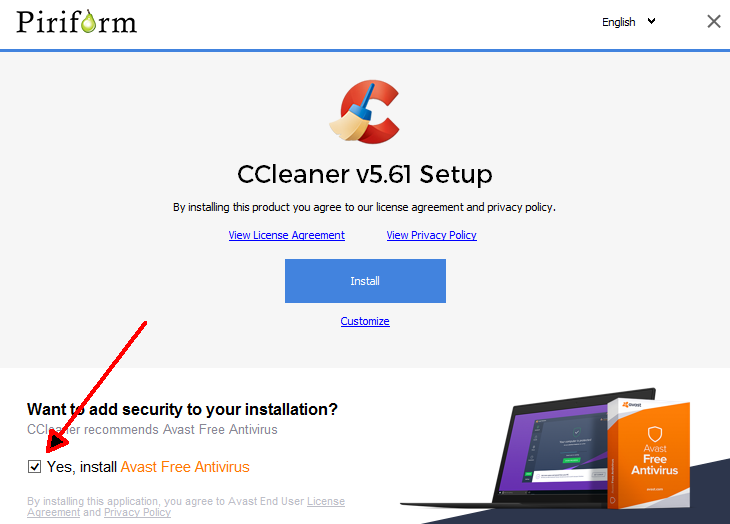 Piriform
English
CCleaner v5.61 Setup
By installing this product you agree to our license agreement and privacy policy.
View License Agreement View Privacy Policy
Install
Customize
Want to add security to your installation?
CCleaner recommends Avast Free Antivirus
Yes, install Avast Free Antivirus
By installing this application, you agree to Avast End User License
Agreement and Privacy Policy
avast
Avast
Free
Antivirus